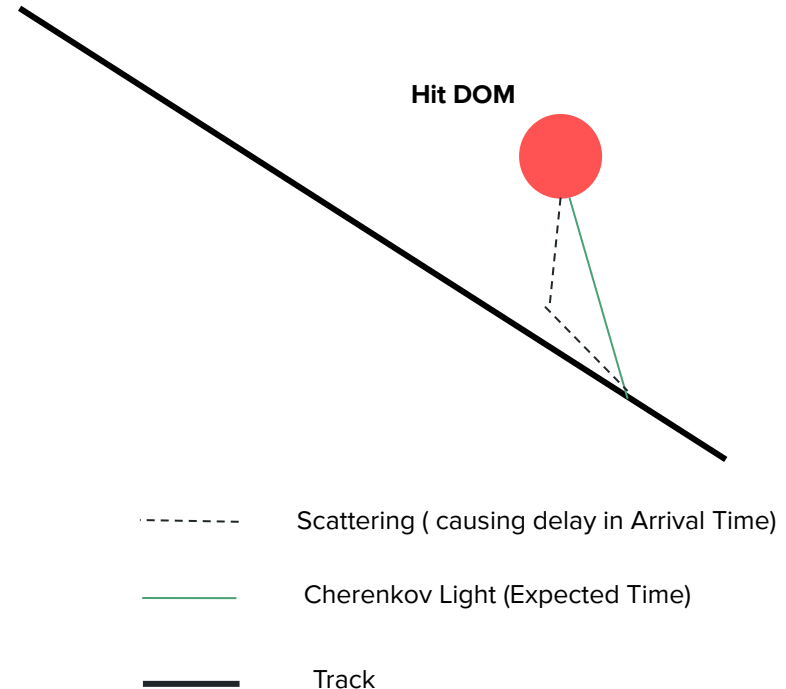 Hit DOM
Scattering ( causing delay in Arrival Time)
Cherenkov Light (Expected Time)
Track